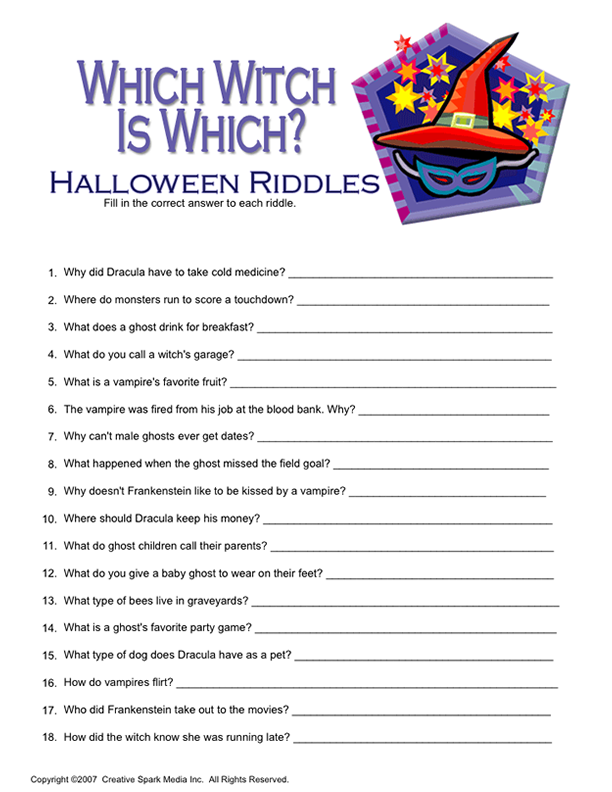 WHICH WITCH
IS WHICH?
HALLOWEEN RIDDLES
Fill in the correct answer to each riddle.
1. Why did Dracula have to take cold medicine? ____________________
2. Where do monsters run to score a touchdown? ____________________
3. What does a ghost drink for breakfast? ____________________
4. What do you call a witch's garage? ____________________
5. What is a vampire's favorite fruit? ____________________
6. The vampire was fired from his job at the blood bank. Why? ____________________
7. Why can't male ghosts ever get dates? ____________________
8. What happened when the ghost missed the field goal? ____________________
9. Why doesn't Frankenstein like to be kissed by a vampire? ____________________
10. Where should Dracula keep his money? ____________________
11. What do ghost children call their parents? ____________________
12. What do you give a baby ghost to wear on their feet? ____________________
13. What type of bees live in graveyards? ____________________
14. What is a ghost's favorite party game? ____________________
15. What type of dog does Dracula have as a pet? ____________________
16. How do vampires flirt? ____________________
17. Who did Frankenstein take out to the movies? ____________________
18. How did the witch know she was running late? ____________________
Copyright ©2007 Creative Spark Media Inc. All Rights Reserved.